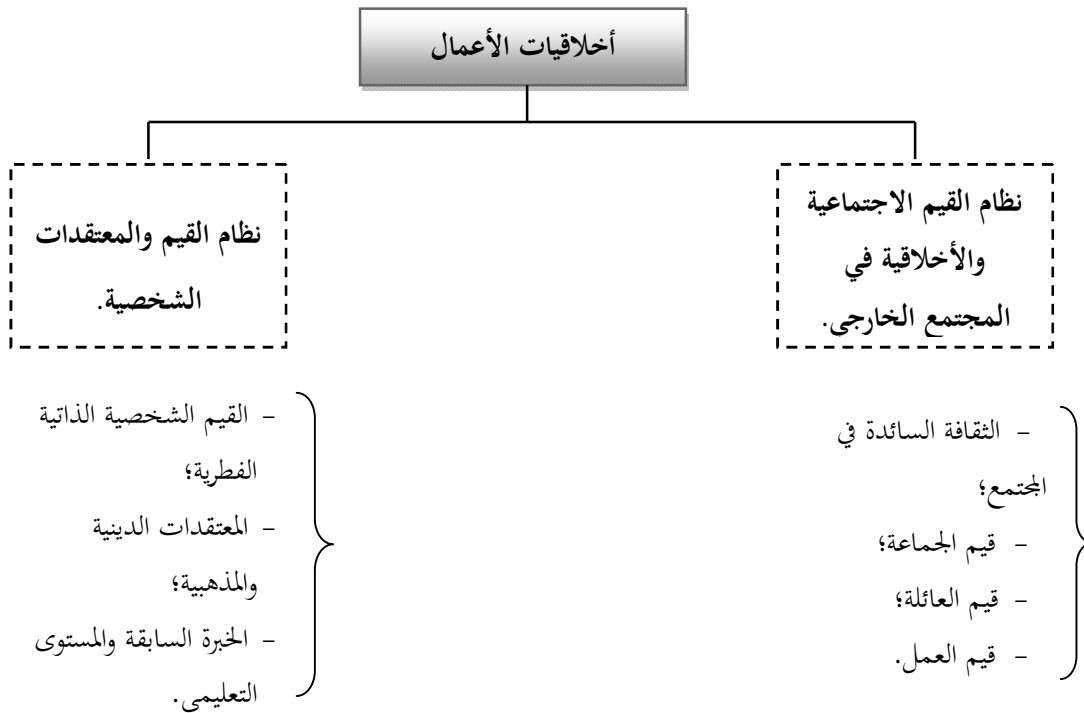 أخلاقيات الأعمال
نظام القيم الاجتماعية
والأخلاقية في
المجتمع الخارجي.
– الثقافة السائدة في
المجتمع؛
– قيم الجماعة؛
– قيم العائلة؛
– قيم العمل.
نظام القيم والمعتقدات
الشخصية.
– القيم الشخصية الذاتية
الفطرية؛
– المعتقدات الدينية
والمذهبية؛
– الخبرة السابقة والمستوى
التعليمي.